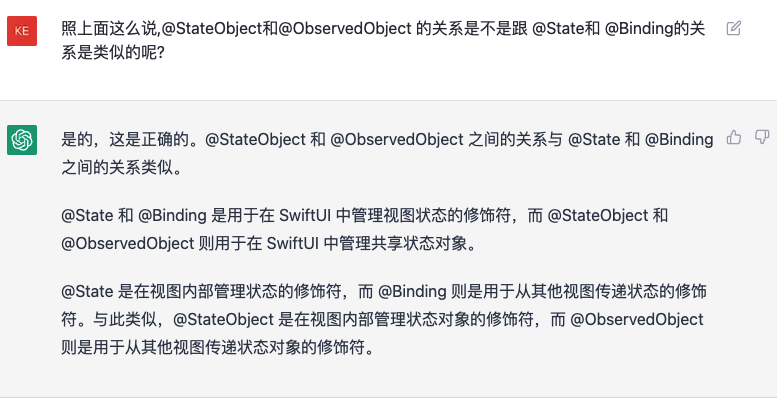 KE
照上面这么说,@StateObject和@ObservedObject 的关系是不是跟 @State和 @Binding的关
系是类似的呢?
是的，这是正确的。@StateObject 和 @ObservedObject 之间的关系与 @State 和 @Binding
之间的关系类似。
@State 和 @Binding 是用于在 SwiftUI 中管理视图状态的修饰符，而 @StateObject 和
@ObservedObject 则用于在 SwiftUI 中管理共享状态对象。
@State 是在视图内部管理状态的修饰符，而 @Binding 则是用于从其他视图传递状态的修饰
符。与此类似，@StateObject 是在视图内部管理状态对象的修饰符，而 @ObservedObject
则是用于从其他视图传递状态对象的修饰符。